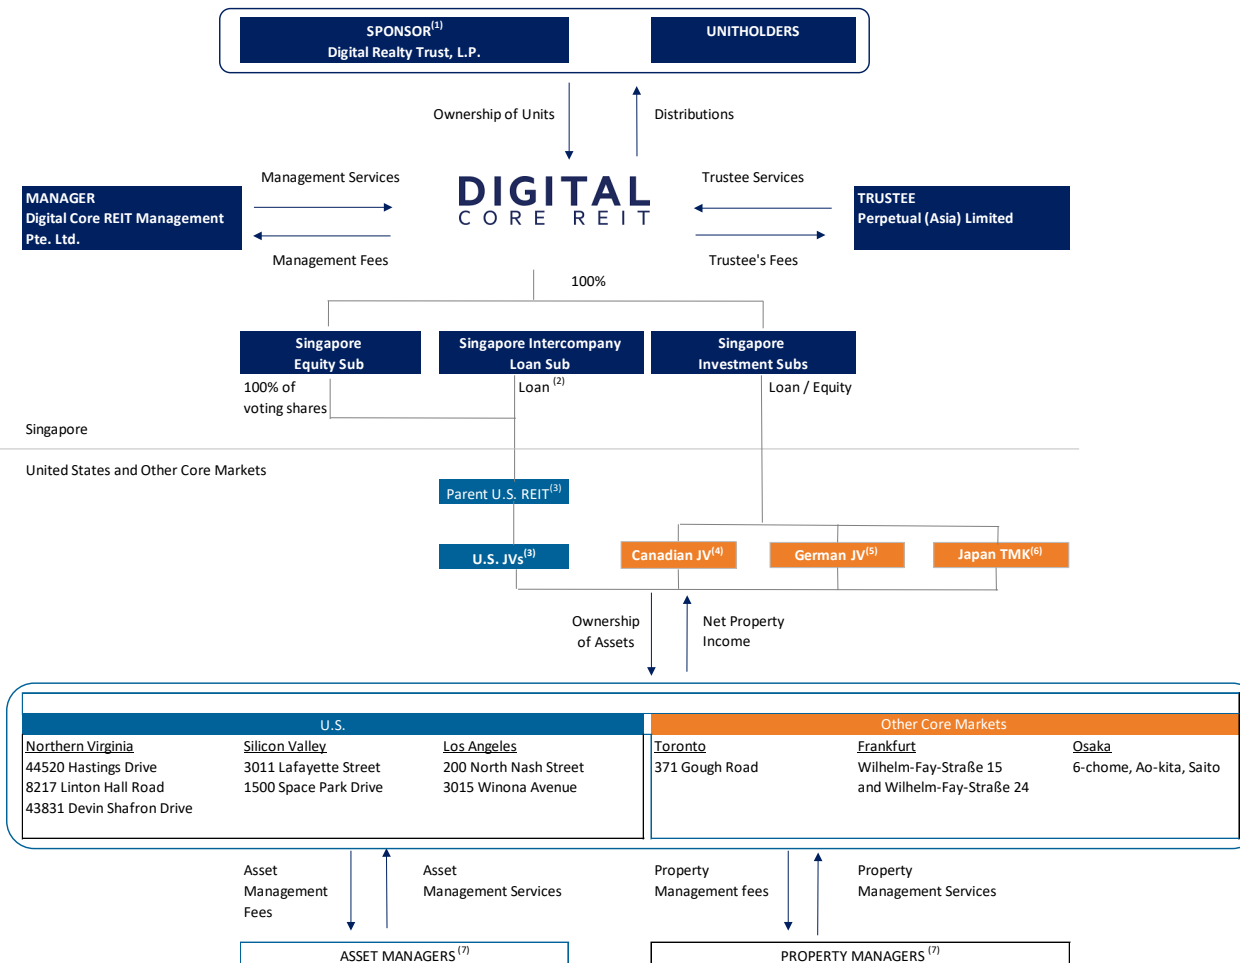 SPONSOR(1)
Digital Realty Trust, L.P.
UNITHOLDERS
Ownership of Units
Distributions
Management Services
Trustee Services
MANAGER
Digital Core REIT Management
Pte. Ltd.
DIGITAL
CORE REIT
TRUSTEE
Perpetual (Asia) Limited
Management Fees
Trustee's Fees
100%
Singapore
Equity Sub
Singapore Intercompany
Loan Sub
Singapore
Investment Subs
100% of
voting shares
Loan (2)
Loan / Equity
Singapore
United States and Other Core Markets
Parent U.S. REIT(3)
U.S. JVs(3)
Canadian JV(4)
German JV(5)
Japan TMK(6)
Ownership
of Assets
Net Property
Income
U.S.
Other Core Markets
Northern Virginia
44520 Hastings Drive
8217 Linton Hall Road
43831 Devin Shafron Drive
Silicon Valley
3011 Lafayette Street
1500 Space Park Drive
Los Angeles
200 North Nash Street
3015 Winona Avenue
Toronto
371 Gough Road
Frankfurt
Wilhelm-Fay-Straße 15
and Wilhelm-Fay-Straße 24
Osaka
6-chome, Ao-kita, Saito
Asset
Management
Fees
Asset
Management Services
Property
Management fees
Property
Management Services
ASSET MANAGERS (7)
PROPERTY MANAGERS (7)